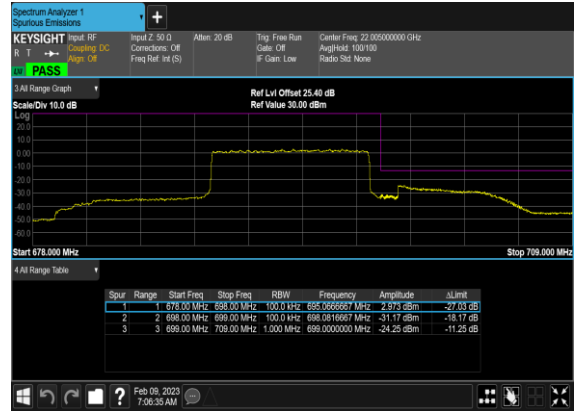 Spectrum Analyzer 1
Spurious Emissions
KEYSIGHT Input: RF Input Z: 50 Ω Atten: 20 dB Trig: Free Run Center Freq: 22.005000000 GHz
R T Coupling: DC Corrections: Off Gate: Off Avg|Hold: 100/100
Align: Off Freq Ref: Int (S) IF Gain: Low Radio Std: None
PASS
3 All Range Graph
Ref Lvl Offset 25.40 dB
Scale/Div 10.0 dB Ref Value 30.00 dBm
Log
20.0
10.0
0.00
-10.0
-20.0
-30.0
-40.0
-50.0
-60.0
Start 678.000 MHz Stop 709.000 MHz
4 All Range Table
Spur Range Start Freq Stop Freq RBW Frequency Amplitude ΔLimit
1 1 678.00 MHz 698.00 MHz 100.0 kHz 695.0666667 MHz 2.973 dBm -27.03 dB
2 2 698.00 MHz 699.00 MHz 100.0 kHz 698.0816667 MHz -31.17 dBm -18.17 dB
3 3 699.00 MHz 709.00 MHz 1.000 MHz 699.0000000 MHz -24.25 dBm -11.25 dB
? Feb 09, 2023
7:06:35 AM